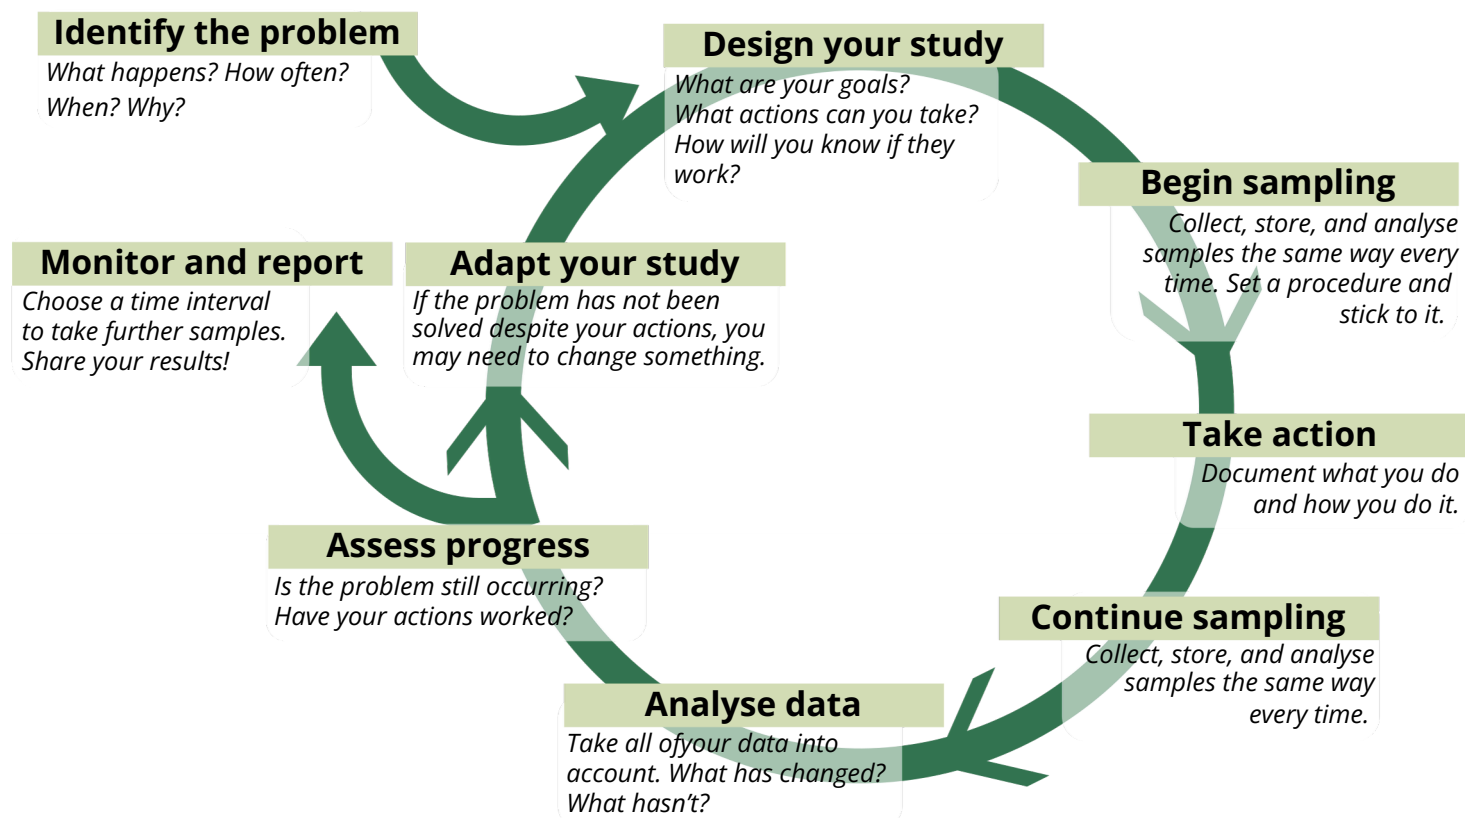 Identify the problem
What happens? How often?
When? Why?
Design your study
What are your goals?
What actions can you take?
How will you know if they
work?
Begin sampling
Collect, store, and analyse
samples the same way every
time. Set a procedure and
stick to it.
Take action
Document what you do
and how you do it.
Continue sampling
Collect, store, and analyse
samples the same way
every time.
Analyse data
Take all ofyour data into
account. What has changed?
What hasn't?
Assess progress
Is the problem still occurring?
Have your actions worked?
Adapt your study
If the problem has not been
solved despite your actions, you
may need to change something.
Monitor and report
Choose a time interval
to take further samples.
Share your results!